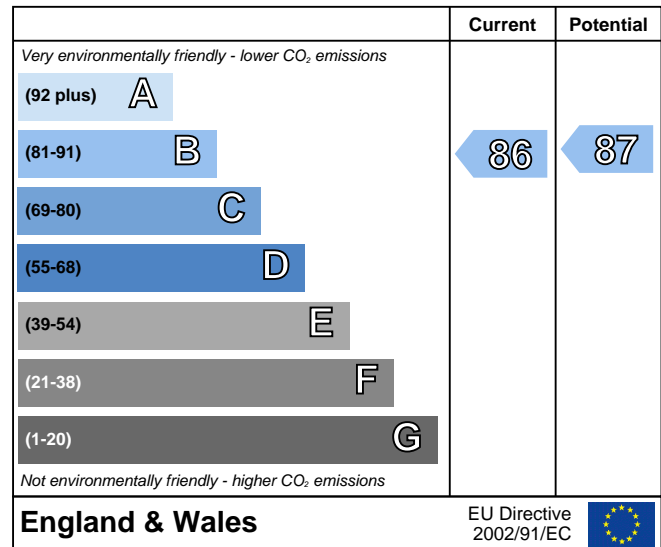 Current Potential
Very environmentally friendly - lower CO₂ emissions
(92 plus) A
(81-91) B 86 87
(69-80) C
(55-68) D
(39-54) E
(21-38) F
(1-20) G
Not environmentally friendly - higher CO₂ emissions
England & Wales
EU Directive
2002/91/EC